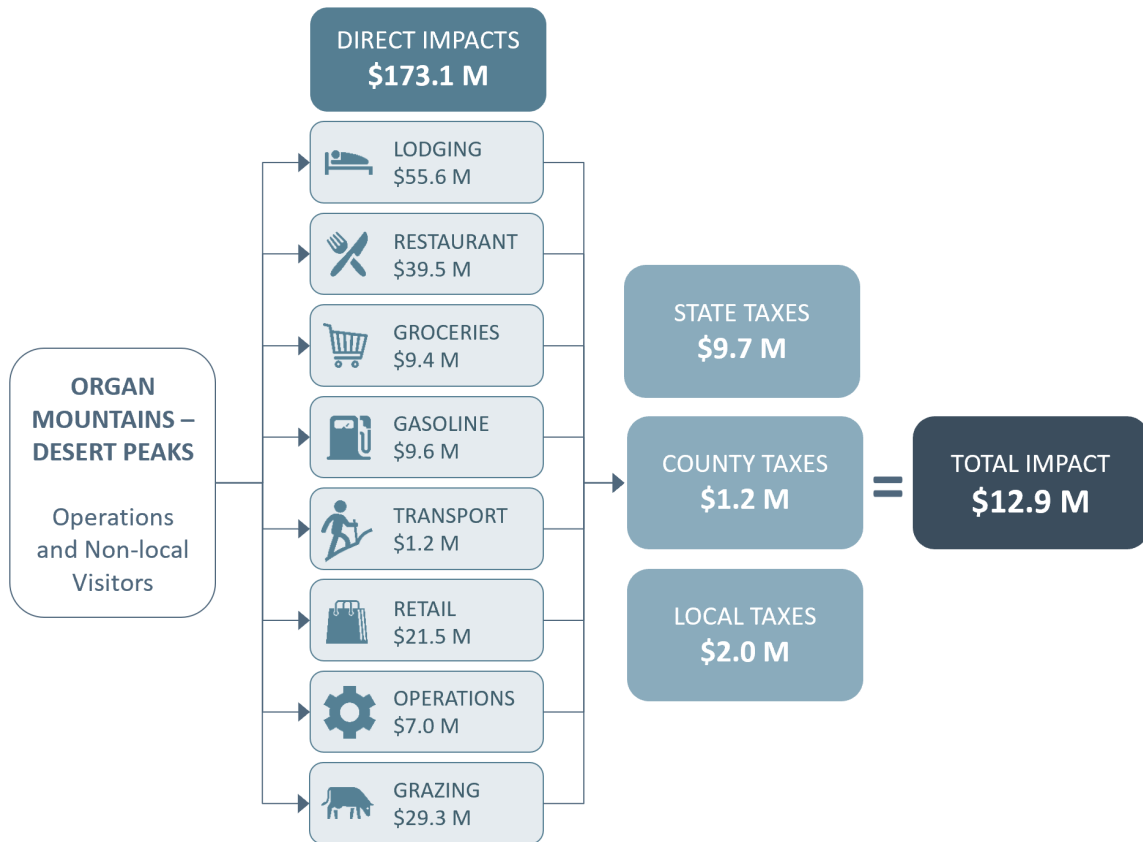 DIRECT IMPACTS
$173.1 M
LODGING
$55.6 M
RESTAURANT
$39.5 M
GROCERIES
$9.4 M
GASOLINE
$9.6 M
TRANSPORT
$1.2 M
RETAIL
$21.5 M
OPERATIONS
$7.0 M
GRAZING
$29.3 M
ORGAN
MOUNTAINS –
DESERT PEAKS
Operations
and Non-local
Visitors
STATE TAXES
$9.7 M
COUNTY TAXES
$1.2 M
LOCAL TAXES
$2.0 M
=
TOTAL IMPACT
$12.9 M